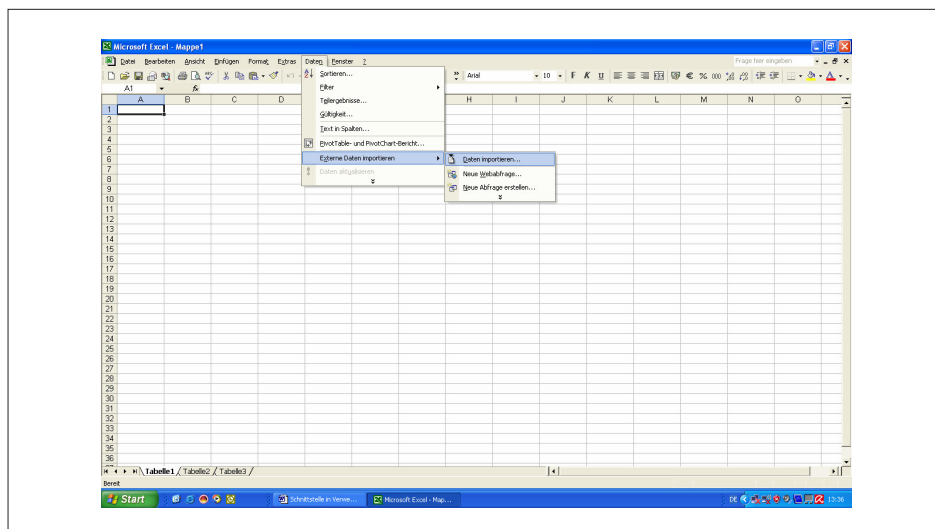 Microsoft Excel - Mappe1
Datei Bearbeiten Ansicht Einfügen Format Extras Daten Fenster ?
Frage hier eingeben
Arial 10 F K U € % 000
A1 fx
A B C D H I J K L M N O
Sortieren...
Filter
Teilergebnisse...
Gültigkeit...
Text in Spalten...
PivotTable- und PivotChart-Bericht...
Externe Daten importieren
Daten aktualisieren
Daten importieren...
Neue Webabfrage...
Neue Abfrage erstellen...
1
2
3
4
5
6
7
8
9
10
11
12
13
14
15
16
17
18
19
20
21
22
23
24
25
26
27
28
29
30
31
32
33
34
35
36
Tabelle1 / Tabelle2 / Tabelle3 /
Bereit
Start
Schnittstelle in Verwe...
Microsoft Excel - Map...
DE
13:36